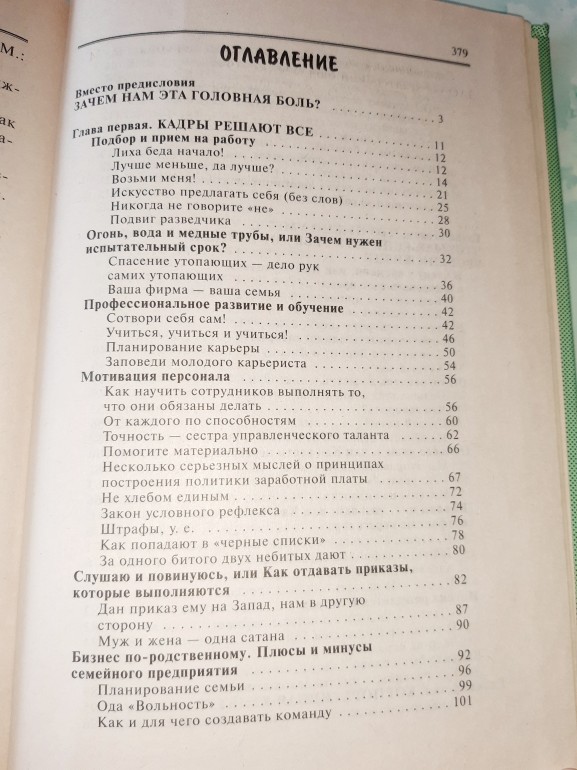 М.:
ж-
ак
а-
-
.
ОГЛАВЛЕНИЕ 379
Вместо предисловия
ЗАЧЕМ НАМ ЭТА ГОЛОВНАЯ БОЛЬ? 3
Глава первая. КАДРЫ РЕШАЮТ ВСЕ 11
Подбор и прием на работу 12
Лиха беда начало! 12
Лучше меньше, да лучше? 14
Возьми меня! 21
Искусство предлагать себя (без слов) 25
Никогда не говорите «не» 28
Подвиг разведчика 30
Огонь, вода и медные трубы, или Зачем нужен
испытательный срок? 32
Спасение утопающих — дело рук
самих утопающих 36
Ваша фирма — ваша семья 40
Профессиональное развитие и обучение 42
Сотвори себя сам! 42
Учиться, учиться и учиться! 46
Планирование карьеры 50
Заповеди молодого карьериста 54
Мотивация персонала 56
Как научить сотрудников выполнять то,
что они обязаны делать 56
От каждого по способностям 60
Точность — сестра управленческого таланта 62
Помогите материально 66
Несколько серьезных мыслей о принципах
построения политики заработной платы 67
Не хлебом единым 72
Закон условного рефлекса 74
Штрафы, у. е. 76
Как попадают в «черные списки» 78
За одного битого двух небитых дают 80
Слушаю и повинуюсь, или Как отдавать приказы,
которые выполняются 82
Дан приказ ему на Запад, нам в другую
сторону 87
Муж и жена — одна сатана 90
Бизнес по-родственному. Плюсы и минусы
семейного предприятия 92
Планирование семьи 96
Ода «Вольность» 99
Как и для чего создавать команду 101